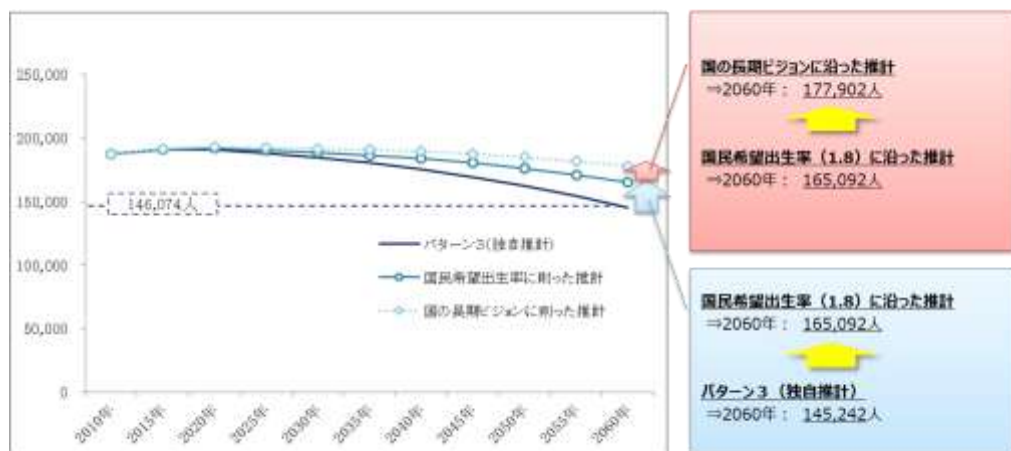 250,000
200,000
150,000
100,000
50,000
0
146,074人
パターン3(独自推計)
国民希望出生率に則った推計
国の長期ビジョンに則った推計
2010年
2015年
2020年
2025年
2030年
2035年
2040年
2045年
2050年
2055年
2060年
国の長期ビジョンに沿った推計
⇒2060年： 177,902人
国民希望出生率（1.8）に沿った推計
⇒2060年： 165,092人
国民希望出生率（1.8）に沿った推計
⇒2060年： 165,092人
パターン３（独自推計）
⇒2060年： 145,242人